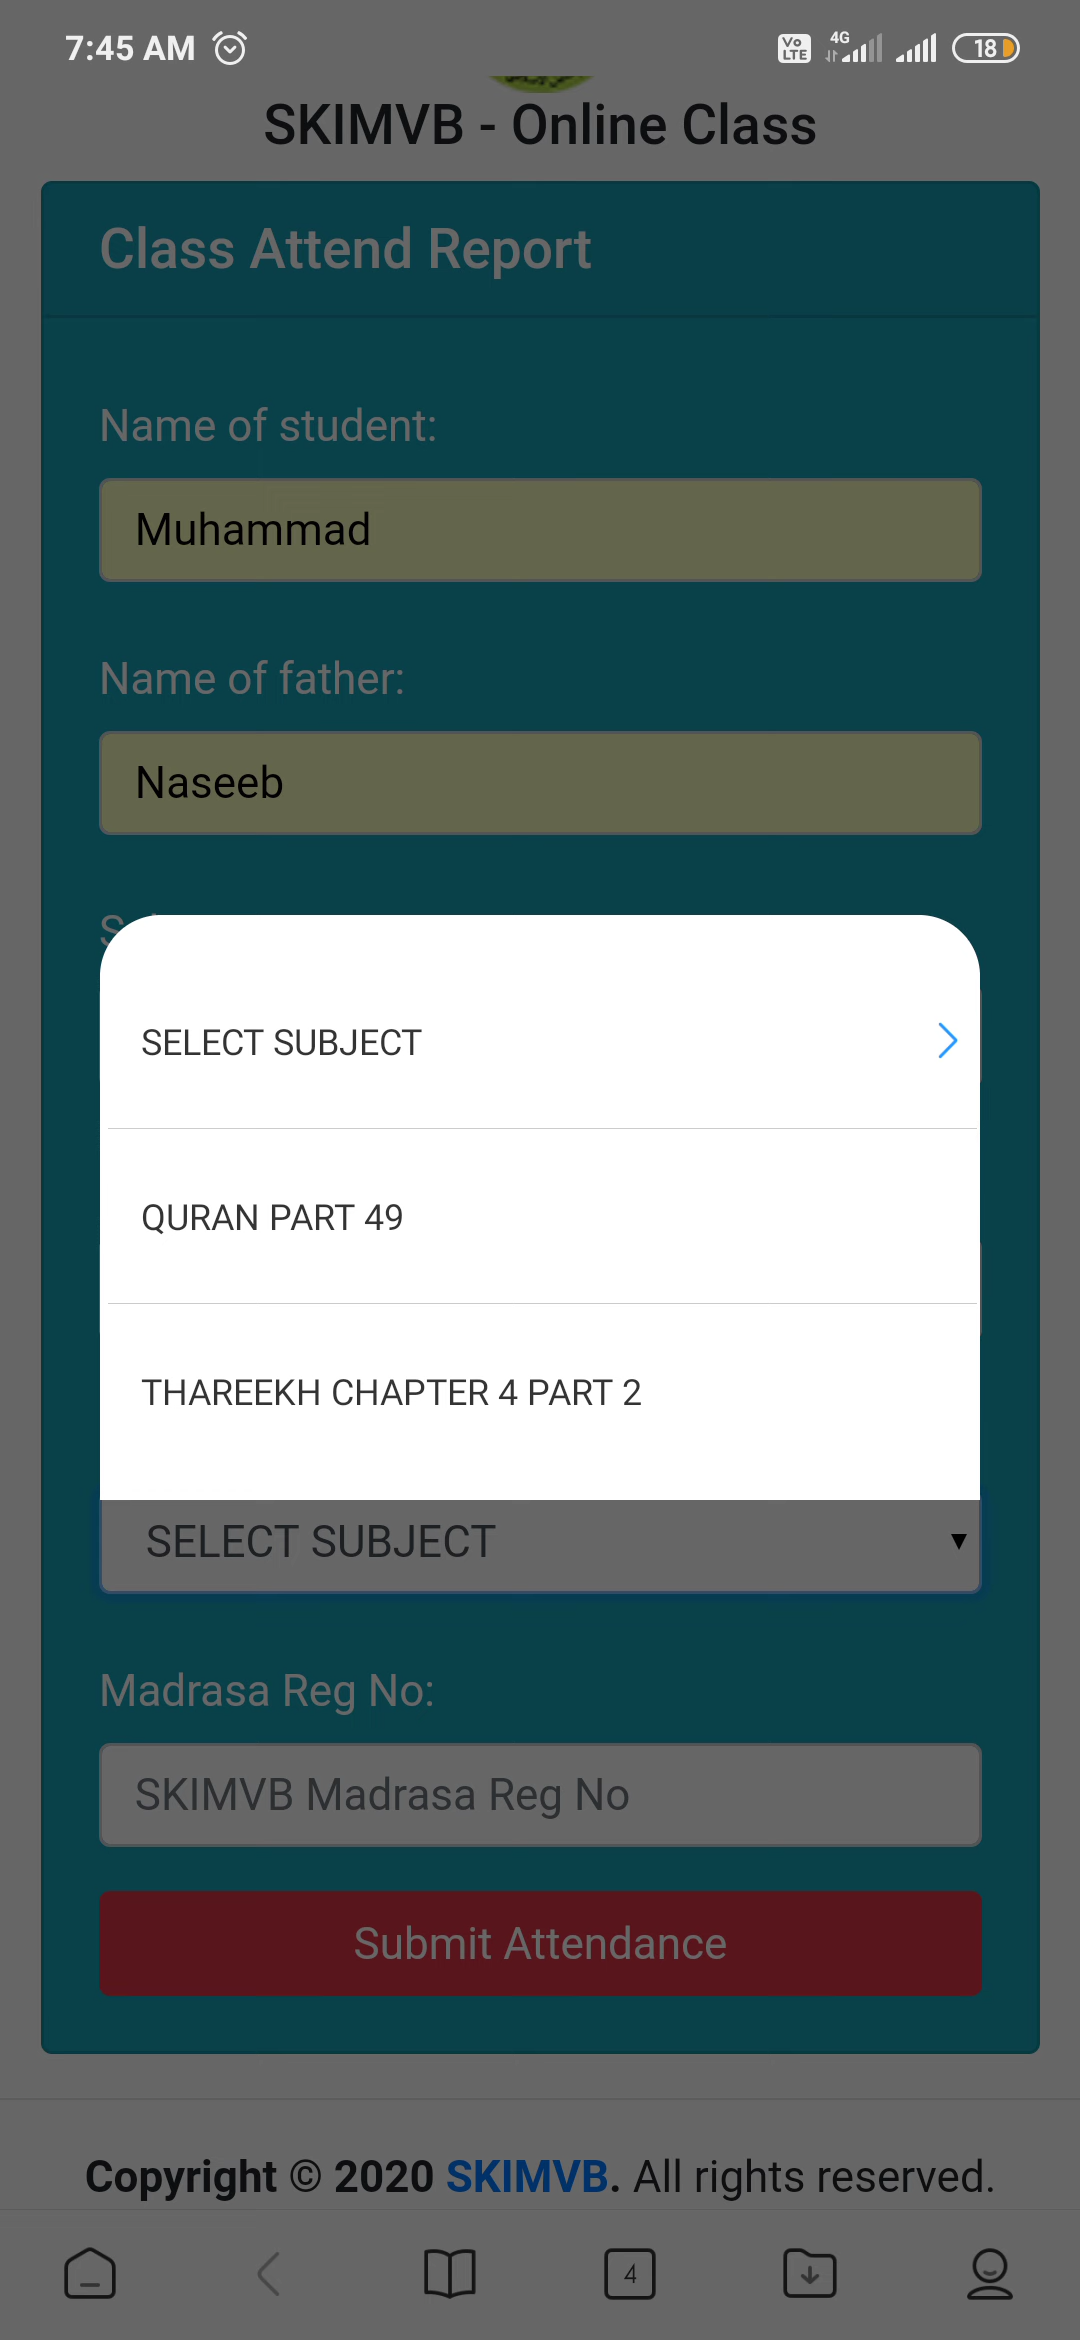 7:45 AM
Vo LTE 4G 18
SKIMVB - Online Class
Class Attend Report
Name of student:
Muhammad
Name of father:
Naseeb
SELECT SUBJECT
QURAN PART 49
THAREEKH CHAPTER 4 PART 2
SELECT SUBJECT
Madrasa Reg No:
SKIMVB Madrasa Reg No
Submit Attendance
Copyright © 2020 SKIMVB. All rights reserved.
4